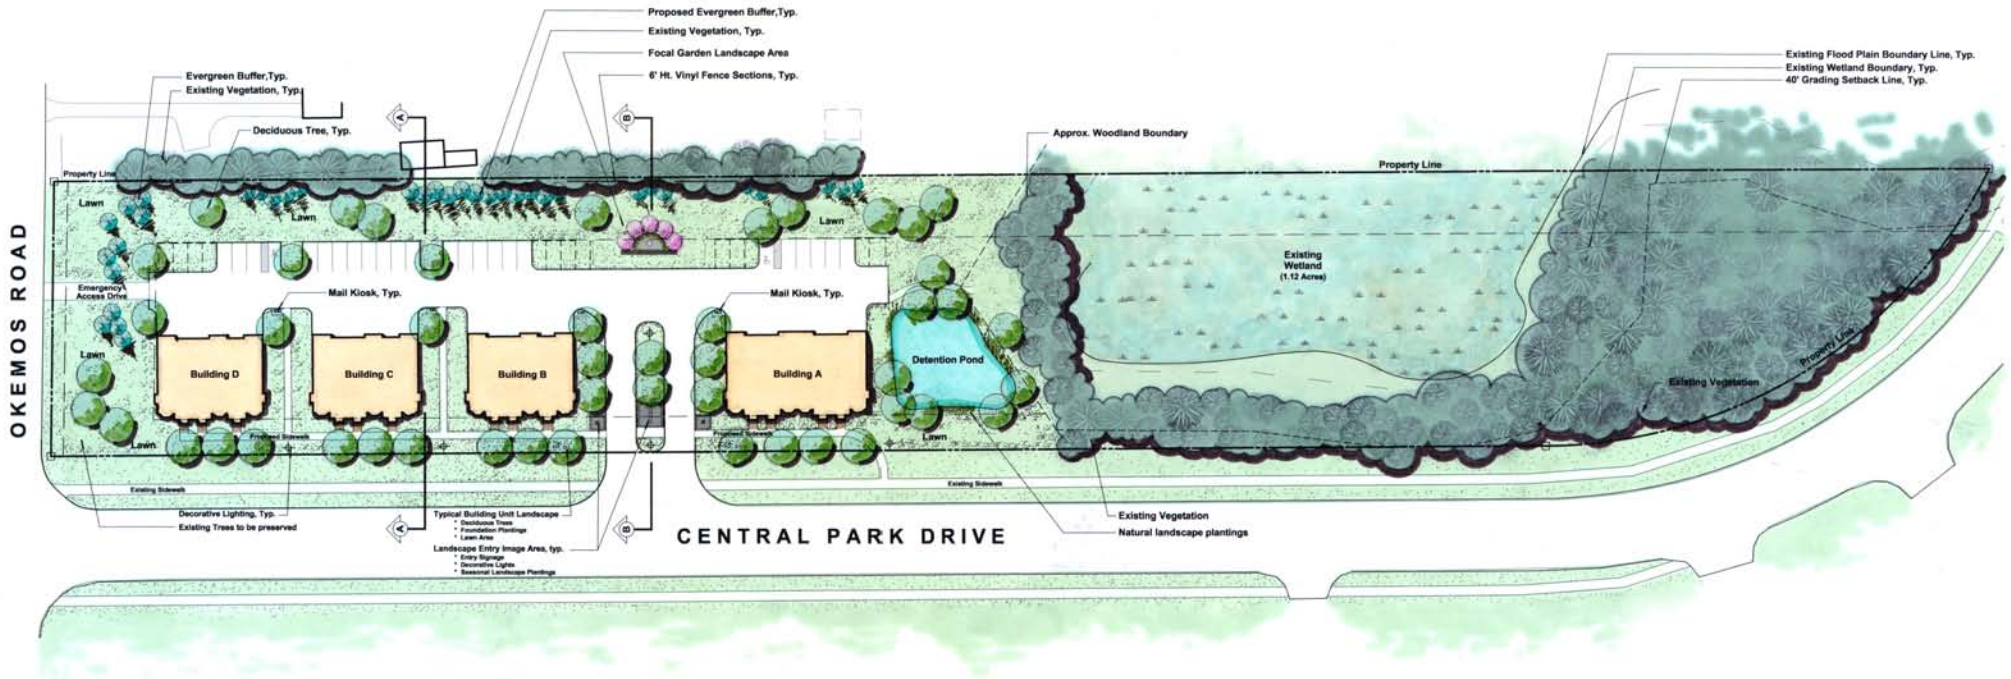 Proposed Evergreen Buffer,Typ.
Existing Vegetation, Typ.
Focal Garden Landscape Area
6' Ht. Vinyl Fence Sections, Typ.
Evergreen Buffer,Typ.
Existing Vegetation, Typ.
Deciduous Tree, Typ.
A
B
Existing Flood Plain Boundary Line, Typ.
Existing Wetland Boundary, Typ.
40' Grading Setback Line, Typ.
Approx. Woodland Boundary
Property Line
Property Line
Lawn
Lawn
Lawn
OKEMOS ROAD
Emergency
Access Drive
Mail Kiosk, Typ.
Mail Kiosk, Typ.
Existing
Wetland
(1.12 Acres)
Lawn
Building D
Building C
Building B
Building A
Detention Pond
Property Line
Existing Vegetation
Lawn
Proposed Sidewalk
Proposed Sidewalk
Lawn
Existing Sidewalk
Existing Sidewalk
Decorative Lighting, Typ.
Existing Trees to be preserved
A
Typical Building Unit Landscape
* Deciduous Trees
* Foundation Plantings
* Lawn Area
Landscape Entry Image Area, typ.
* Entry Signage
* Decorative Lights
* Seasonal Landscape Plantings
B
CENTRAL PARK DRIVE
Existing Vegetation
Natural landscape plantings